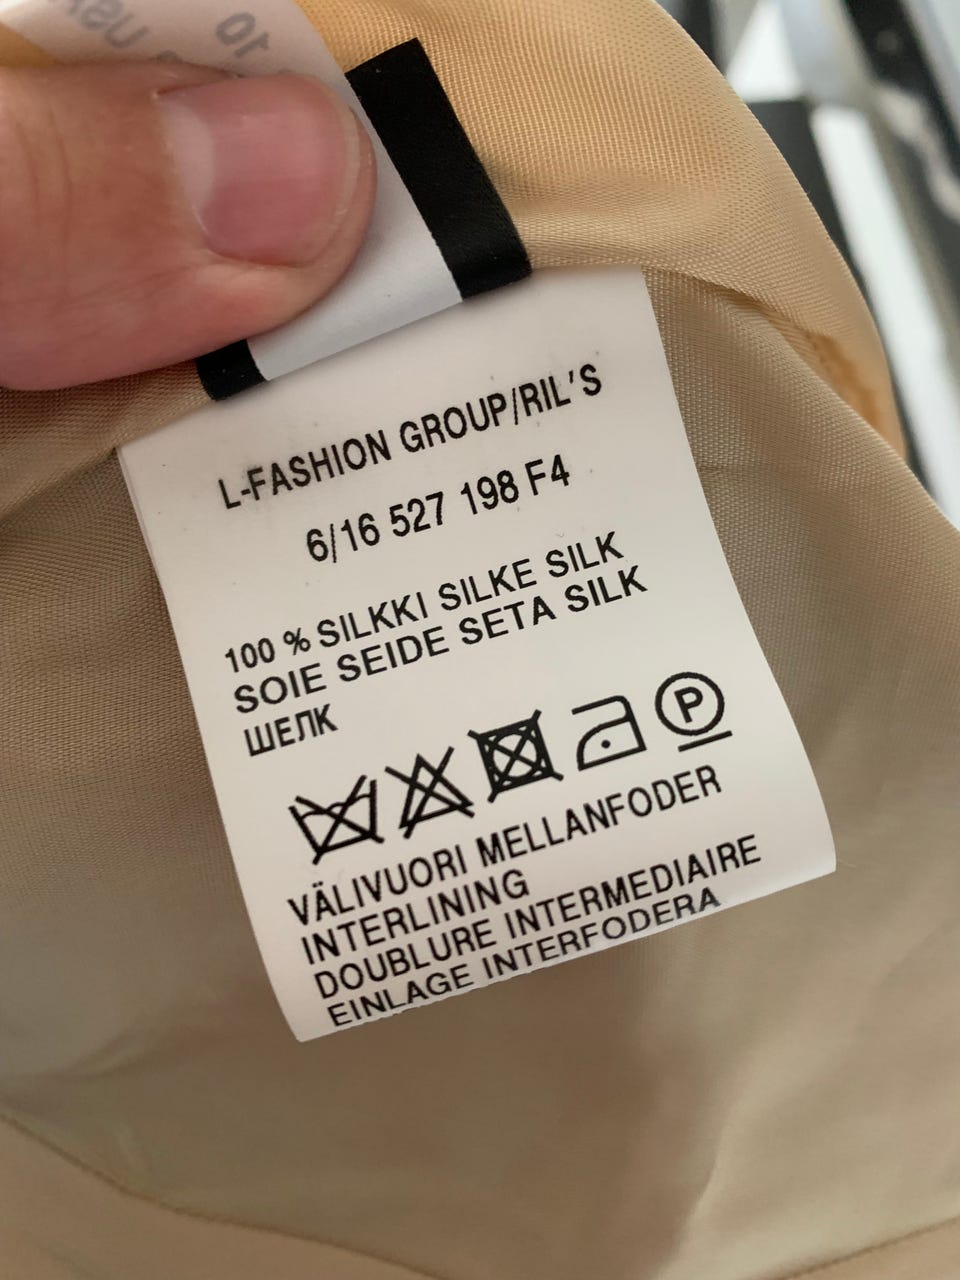 10
L-FASHION GROUP/RIL'S
6/16 527 198 F4
100 % SILKKI SILKE SILK
SOIE SEIDE SETA SILK
ШЕЛК
P
VÄLIVUORI MELLANFODER
INTERLINING
DOUBLURE INTERMEDIAIRE
EINLAGE INTERFODERA